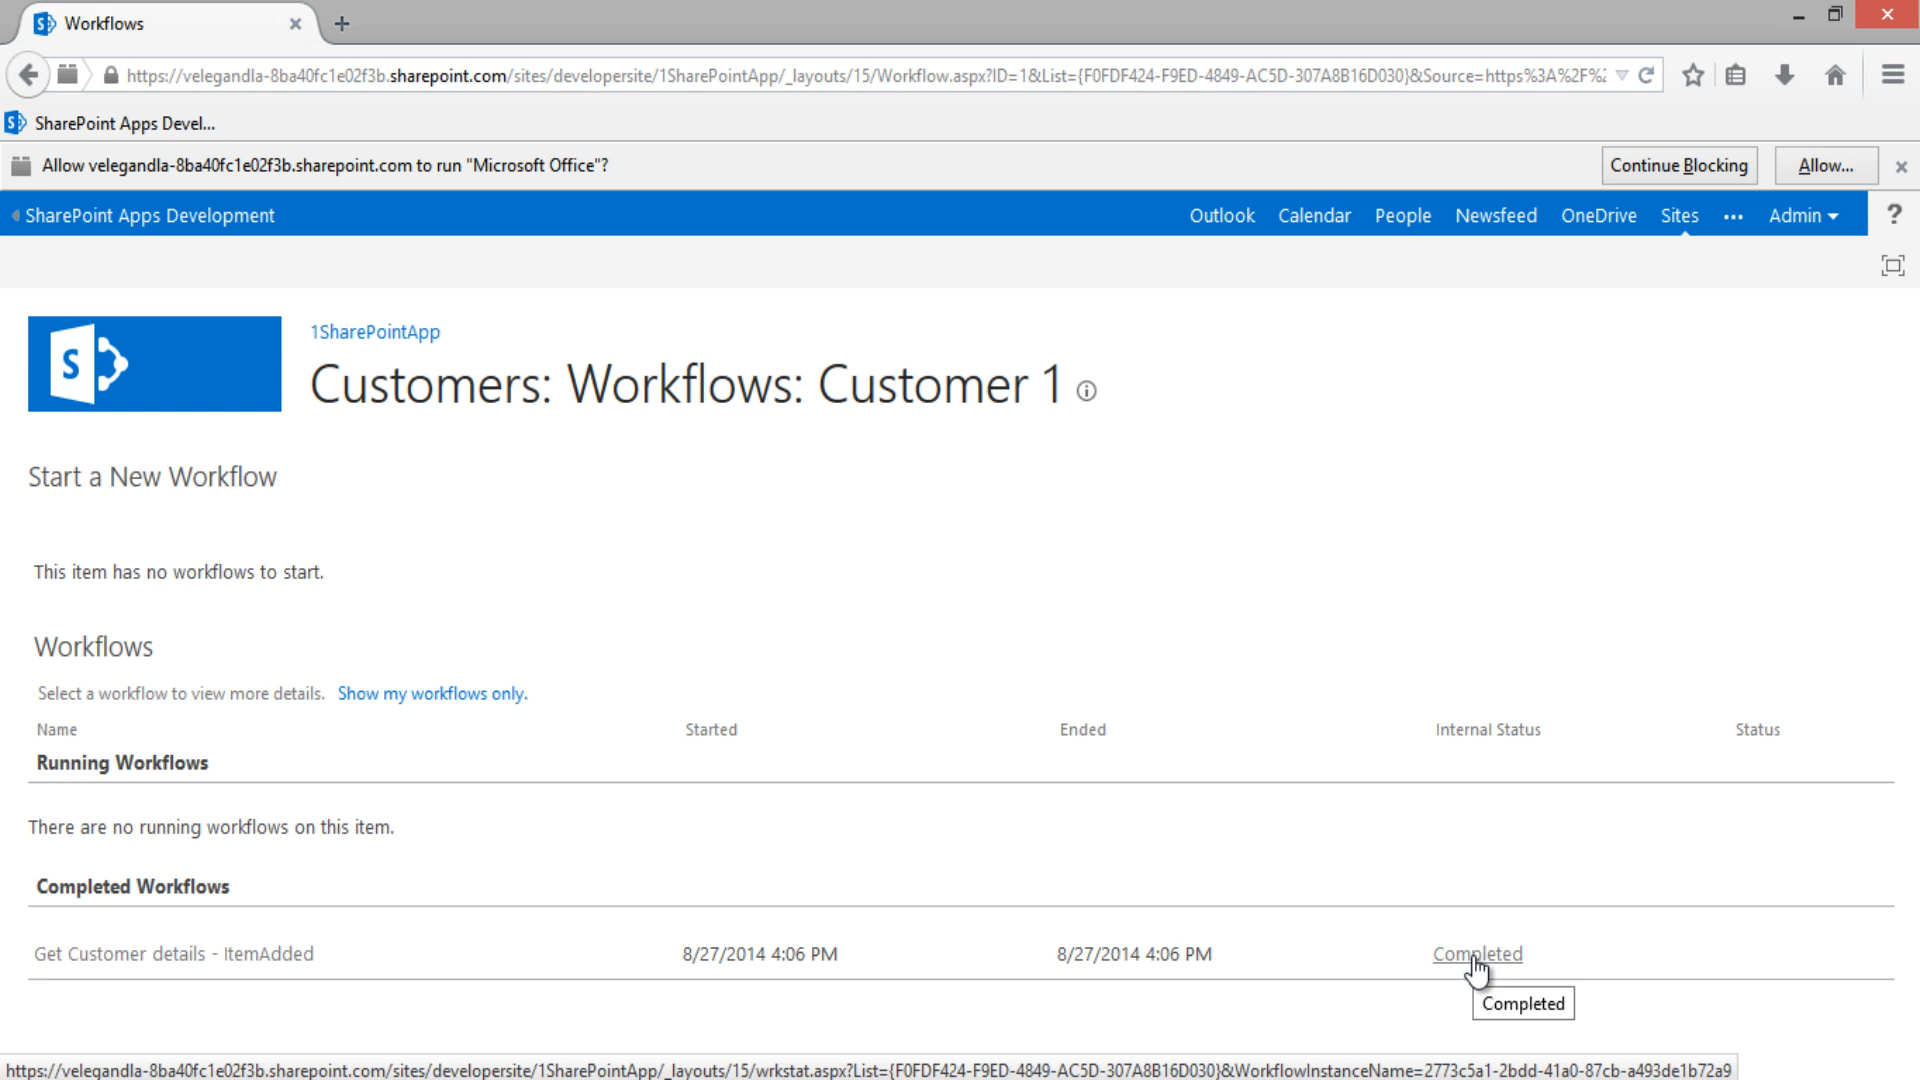 Workflows
https://velegandla-8ba40fc1e02f3b.sharepoint.com/sites/developersite/1SharePointApp/_layouts/15/Workflow.aspx?ID=1&List={F0FDF424-F9ED-4849-AC5D-307A8B16D030}&Source=https%3A%2F%2
SharePoint Apps Devel...
Allow velegandla-8ba40fc1e02f3b.sharepoint.com to run "Microsoft Office"? Continue Blocking Allow...
SharePoint Apps Development Outlook Calendar People Newsfeed OneDrive Sites ... Admin ?
S
1SharePointApp
Customers: Workflows: Customer 1
Start a New Workflow
This item has no workflows to start.
Workflows
Select a workflow to view more details. Show my workflows only.
Name Started Ended Internal Status Status
Running Workflows
There are no running workflows on this item.
Completed Workflows
Get Customer details - ItemAdded 8/27/2014 4:06 PM 8/27/2014 4:06 PM Completed
Completed
https://velegandla-8ba40fc1e02f3b.sharepoint.com/sites/developersite/1SharePointApp/_layouts/15/wrkstat.aspx?List={F0FDF424-F9ED-4849-AC5D-307A8B16D030}&WorkflowInstanceName=2773c5a1-2bdd-41a0-87cb-a493de1b72a9